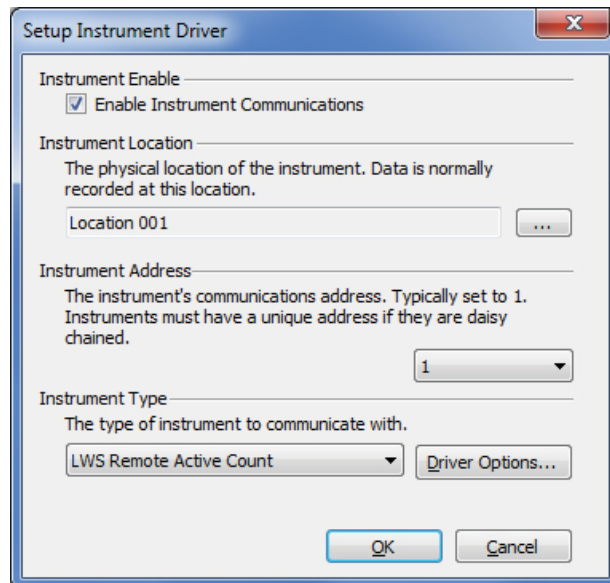 Setup Instrument Driver
Instrument Enable
Enable Instrument Communications
Instrument Location
The physical location of the instrument. Data is normally
recorded at this location.
Location 001
...
Instrument Address
The instrument's communications address. Typically set to 1.
Instruments must have a unique address if they are daisy
chained.
1
Instrument Type
The type of instrument to communicate with.
LWS Remote Active Count
Driver Options...
OK
Cancel